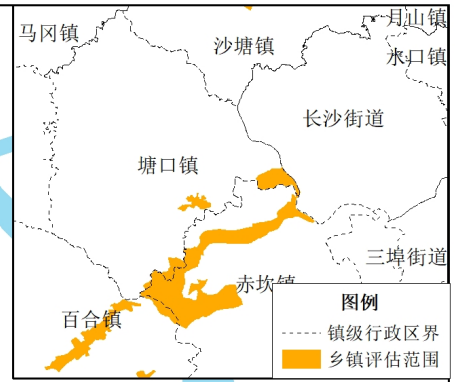 月山镇
马冈镇
沙塘镇
水口镇
长沙街道
塘口镇
三埠街道
赤坎镇
百合镇
图例
镇级行政区界
乡镇评估范围